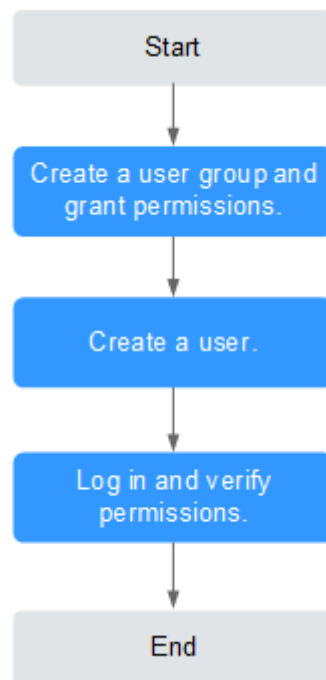 Start
Create a user group and
grant permissions.
Create a user.
Log in and verify
permissions.
End